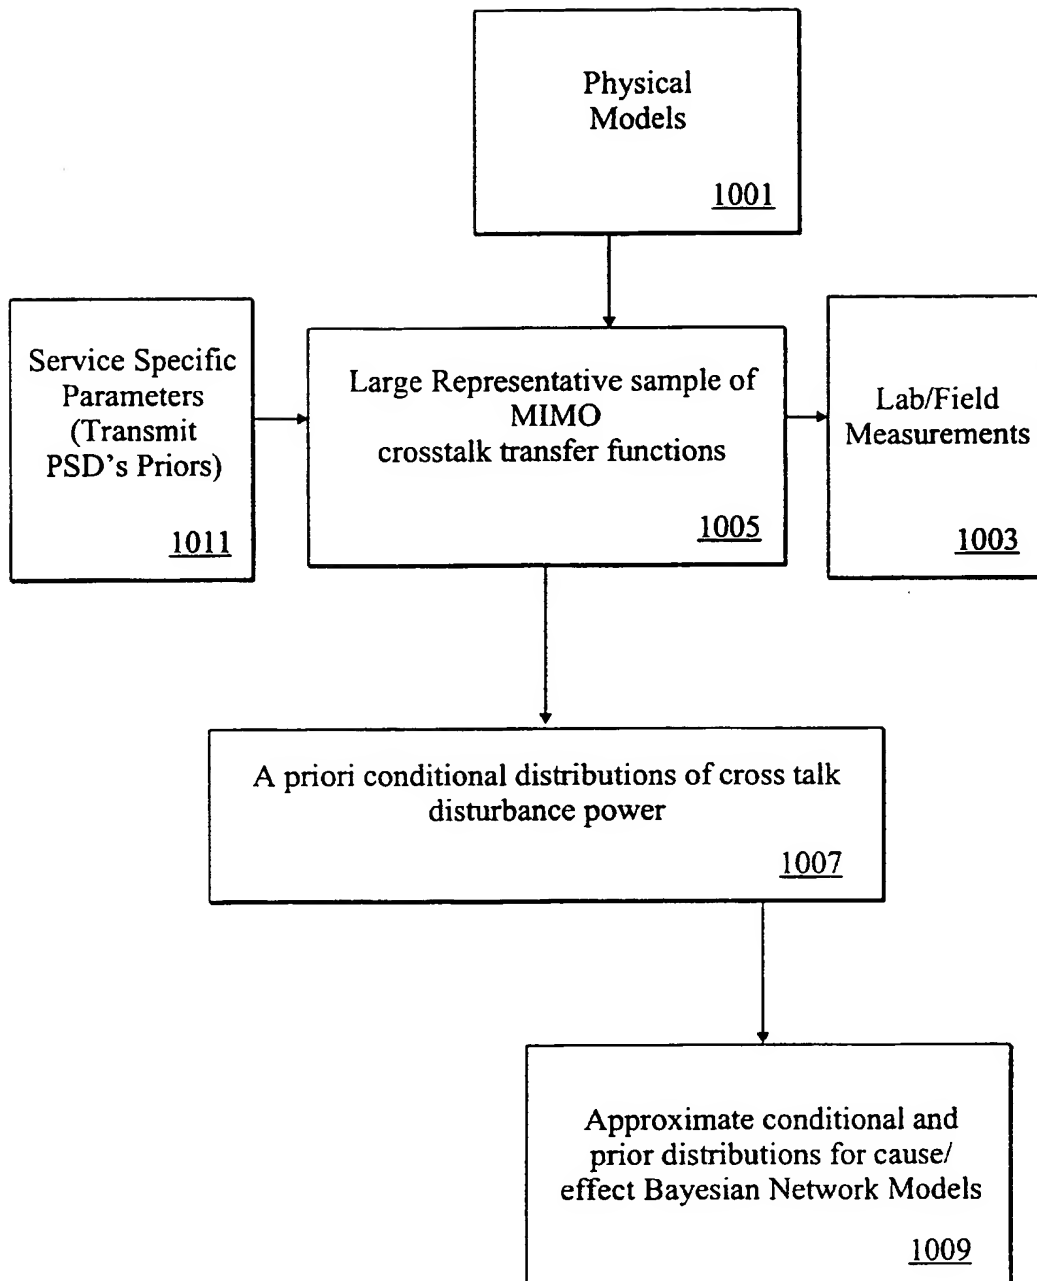 Physical
Models
1001
Service Specific
Parameters
(Transmit
PSD's Priors)
1011
Large Representative sample of
MIMO
crosstalk transfer functions
1005
Lab/Field
Measurements
1003
A priori conditional distributions of cross talk
disturbance power
1007
Approximate conditional and
prior distributions for cause/
effect Bayesian Network Models
1009